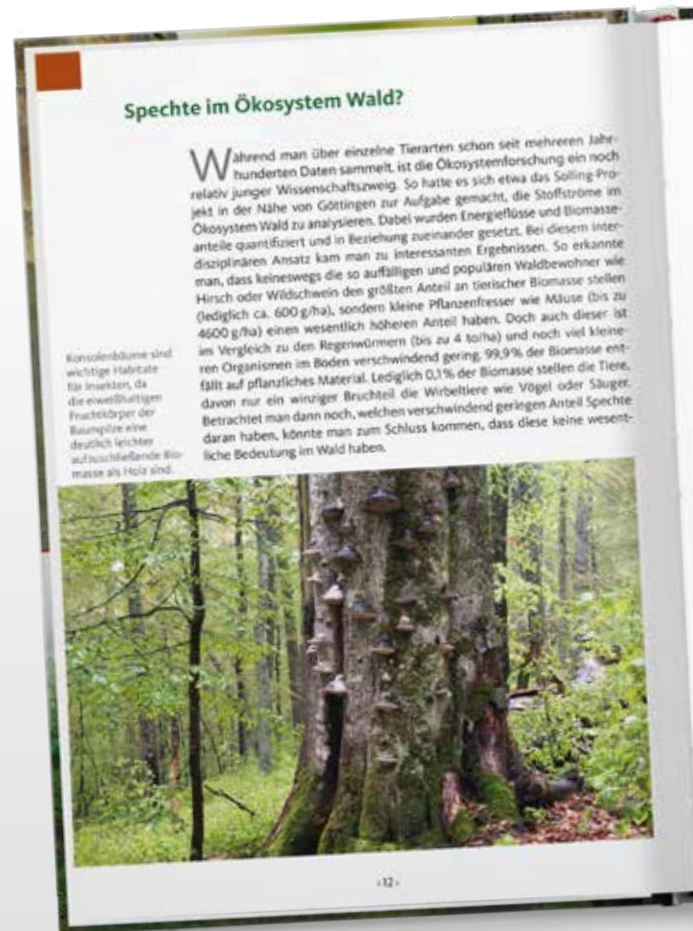 Spechte im Ökosystem Wald?
Während man über einzelne Tierarten schon seit mehreren Jahr-
hunderten Daten sammelt, ist die Ökosystemforschung ein noch
relativ junger Wissenschaftszweig. So hatte es sich etwa das Solling-Pro-
jekt in der Nähe von Göttingen zur Aufgabe gemacht, die Stoffströme im
Ökosystem Wald zu analysieren. Dabei wurden Energieflüsse und Biomasse-
anteile quantifiziert und in Beziehung zueinander gesetzt. Bei diesem inter-
disziplinären Ansatz kam man zu interessanten Ergebnissen. So erkannte
man, dass keineswegs die so auffälligen und populären Waldbewohner wie
Hirsch oder Wildschwein den größten Anteil an tierischer Biomasse stellen
(lediglich ca. 600 g/ha), sondern kleine Pflanzenfresser wie Mäuse (bis zu
4600 g/ha) einen wesentlich höheren Anteil haben. Doch auch dieser ist
im Vergleich zu den Regenwürmern (bis zu 4 to/ha) und noch viel kleine-
ren Organismen im Boden verschwindend gering. 99,9% der Biomasse ent-
fällt auf pflanzliches Material. Lediglich 0,1% der Biomasse stellen die Tiere,
davon nur ein winziger Bruchteil die Wirbeltiere wie Vögel oder Säuger.
Betrachtet man dann noch, welchen verschwindend geringen Anteil Spechte
daran haben, könnte man zum Schluss kommen, dass diese keine wesent-
liche Bedeutung im Wald haben.
Konsolenbäume sind
wichtige Habitate
für Insekten, da
die eiweißhaltigen
Fruchtkörper der
Baumpilze eine
deutlich leichter
aufzuschließende Bio-
masse als Holz sind.
‹ 12 ›